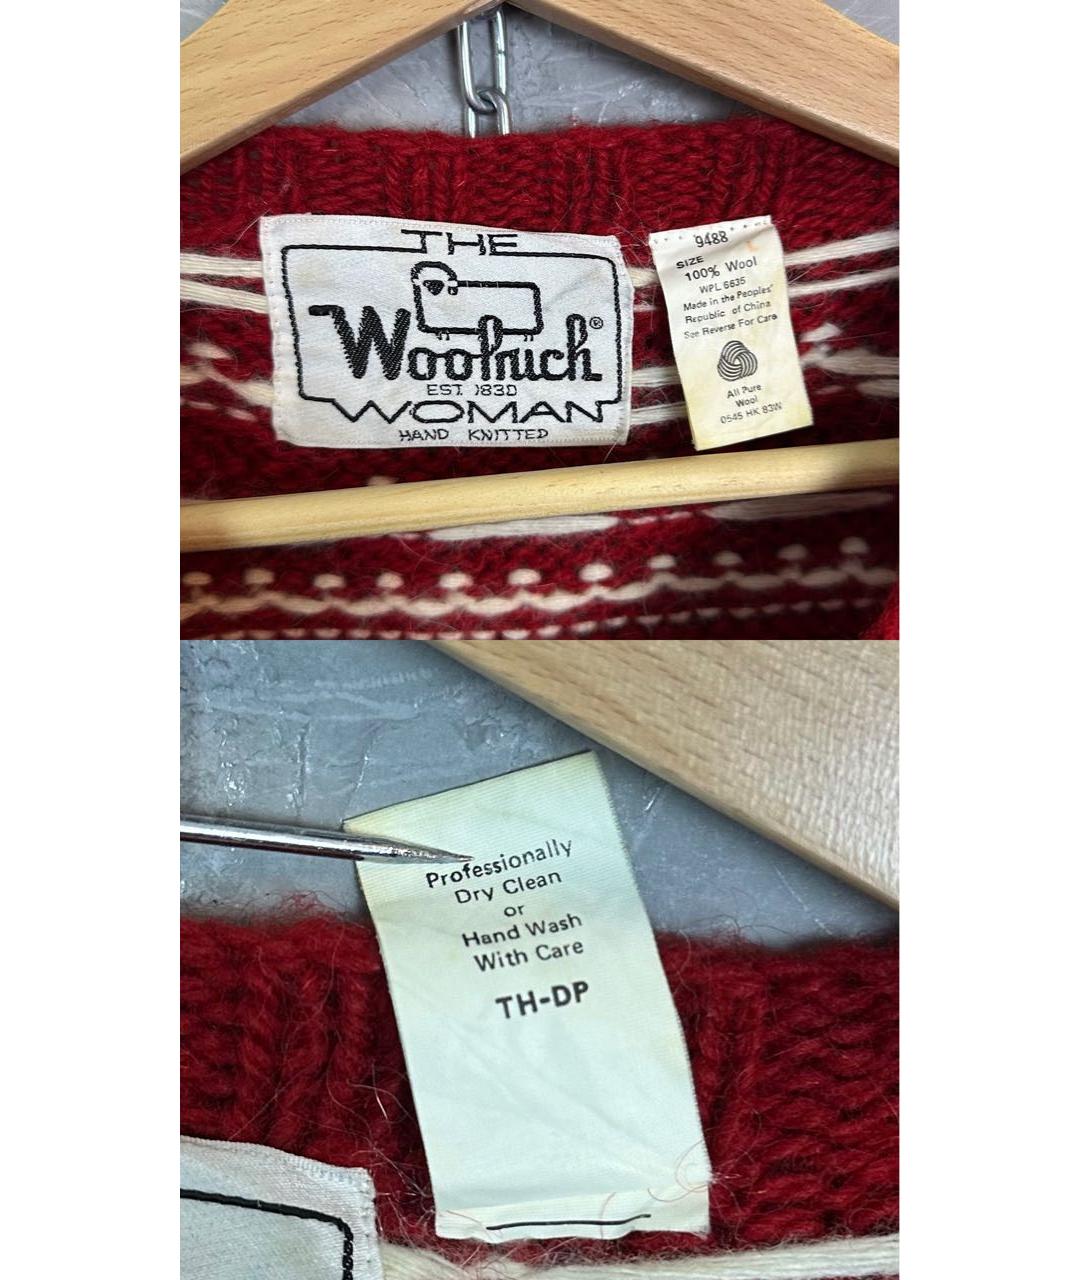 THE
Woolrich®
EST. 1830
WOMAN
HAND KNITTED
9488
SIZE L
100% Wool
WPL 6635
Made in the Peoples'
Republic of China
See Reverse For Care
All Pure
Wool
0545 HK 83W
Professionally
Dry Clean
or
Hand Wash
With Care
TH-DP